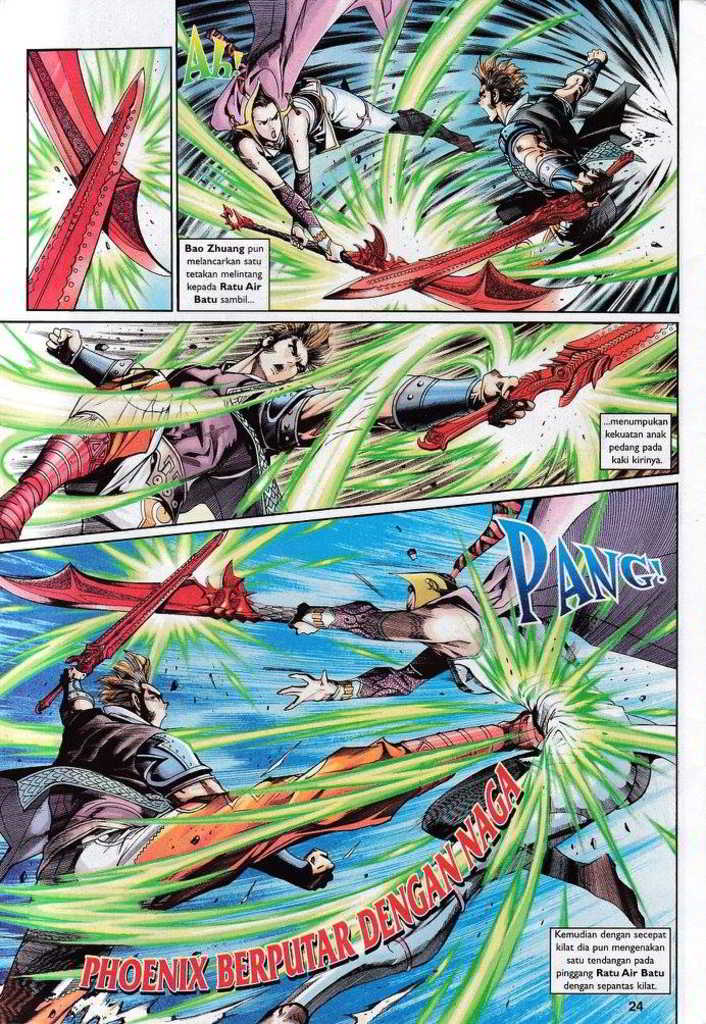 Ah!
Bao Zhuang pun
melancarkan satu
tetakan melintang
kepada Ratu Air
Batu sambil...
...menumpukan
kekuatan anak
pedang pada
kaki kirinya.
PANG!
PHOENIX BERPUTAR DENGAN NAGA
Kemudian dengan secepat
kilat dia pun mengenakan
satu tendangan pada
pinggang Ratu Air Batu
dengan sepantas kilat.
24